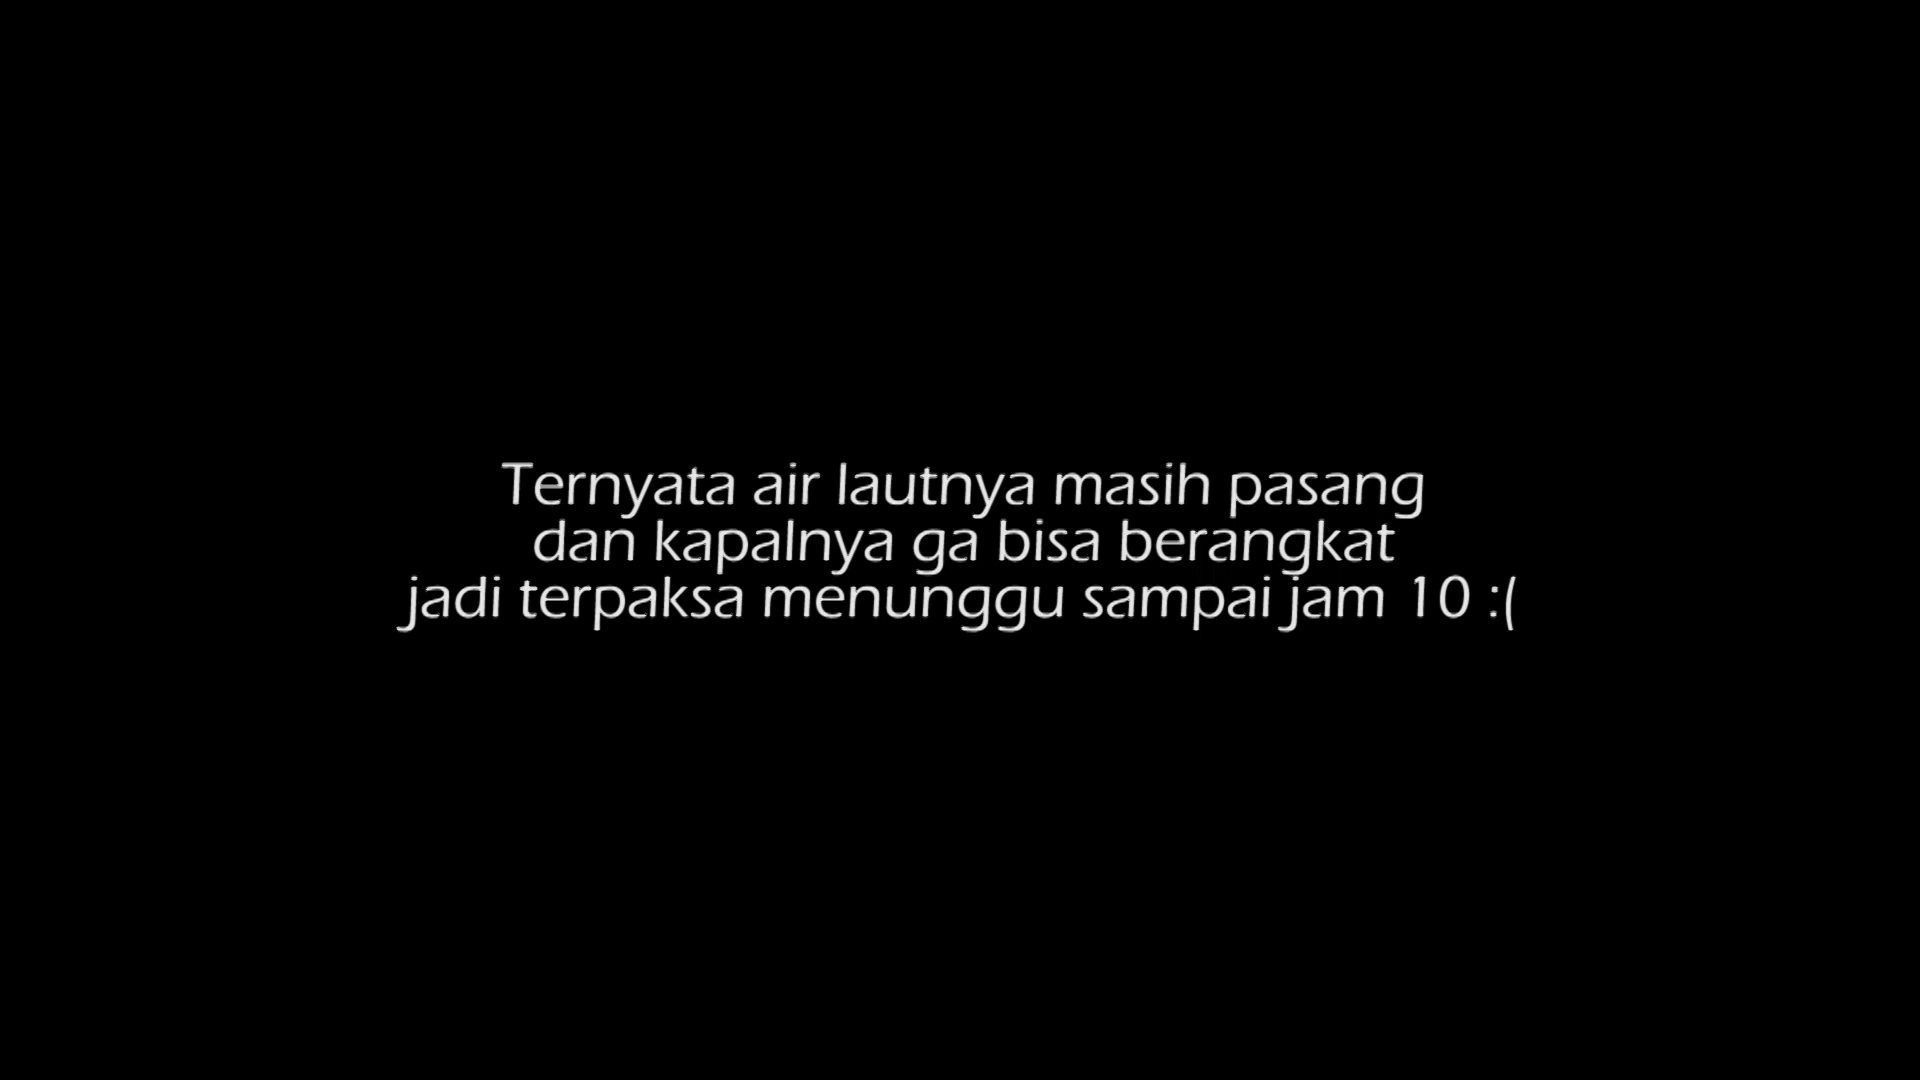 Ternyata air lautnya masih pasang
dan kapalnya ga bisa berangkat
jadi terpaksa menunggu sampai jam 10 :(